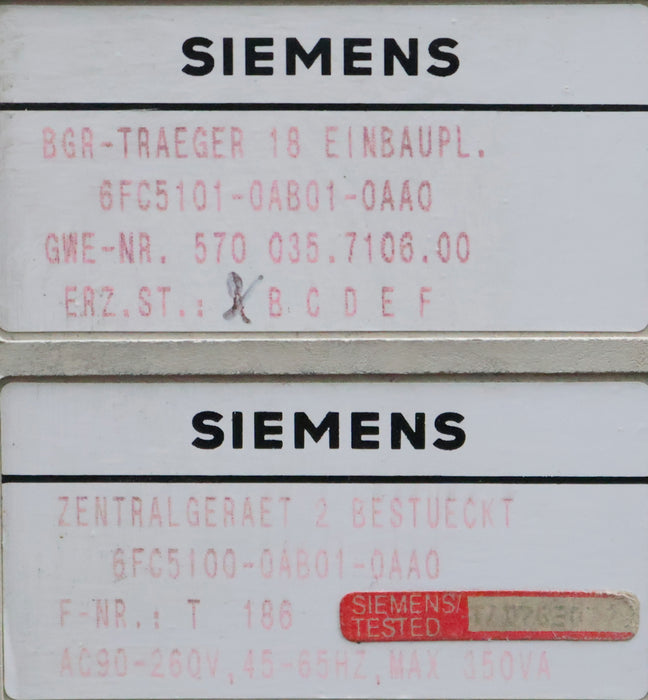 SIEMENS
BGR-TRAEGER 18 EINBAUPL.
6FC5101-0AB01-0AA0
GWE-NR. 570 035.7106.00
ERZ.ST.: B C D E F
SIEMENS
ZENTRALGERAET 2 BESTUECKT
6FC5100-0AB01-0AA0
F-NR.: T 186
SIEMENS/
TESTED
AC90-260V,45-65HZ,MAX 350VA